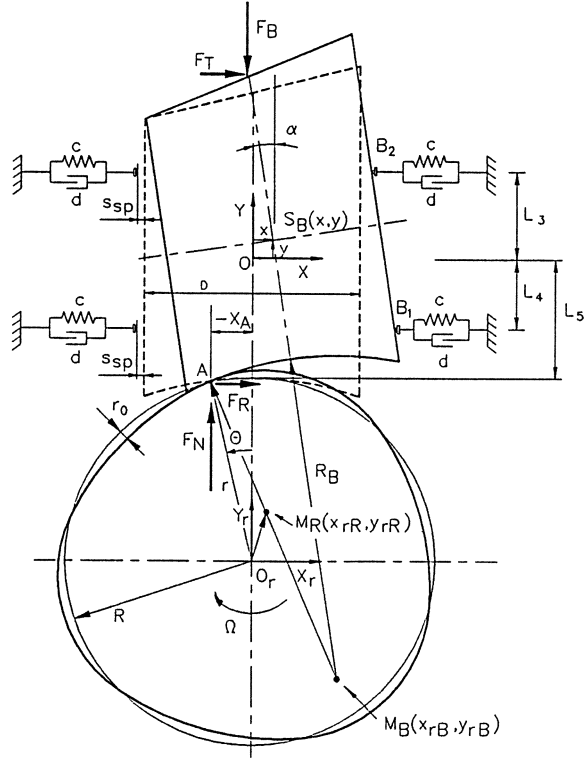 F_B
F_T
α
c
B_2
c
d
s_sp
Y
S_B(x,y)
d
L_3
x
y
O
X
D
L_4
L_5
c
-X_A
B_1
c
d
s_sp
A
d
r_0
F_R
F_N
Θ
r
R_B
Y_r
M_R(x_rR,y_rR)
O_r
X_r
R
Ω
M_B(x_rB,y_rB)